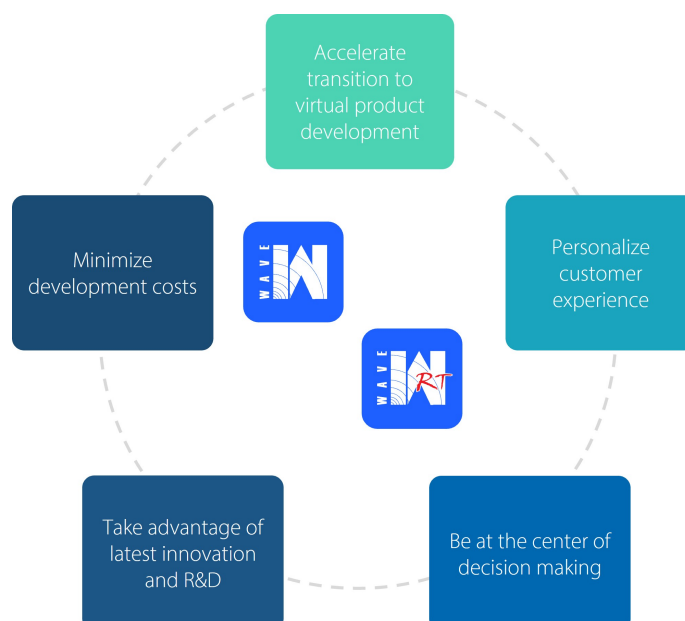 Accelerate
transition to
virtual product
development
Personalize
customer
experience
Be at the center of
decision making
Take advantage of
latest innovation
and R&D
Minimize
development costs
WAVE
W
WAVE
W
RT